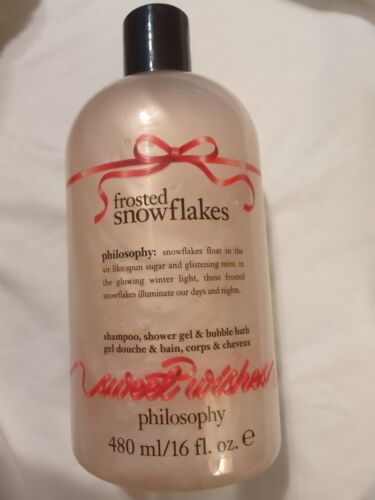 frosted
snowflakes
philosophy: snowflakes float in the
air like spun sugar and glistening mint. in
the glowing winter light, these frosted
snowflakes illuminate our days and nights.
shampoo, shower gel & bubble bath
gel douche & bain, corps & cheveux
sweet wishes
philosophy
480 ml/16 fl. oz. e